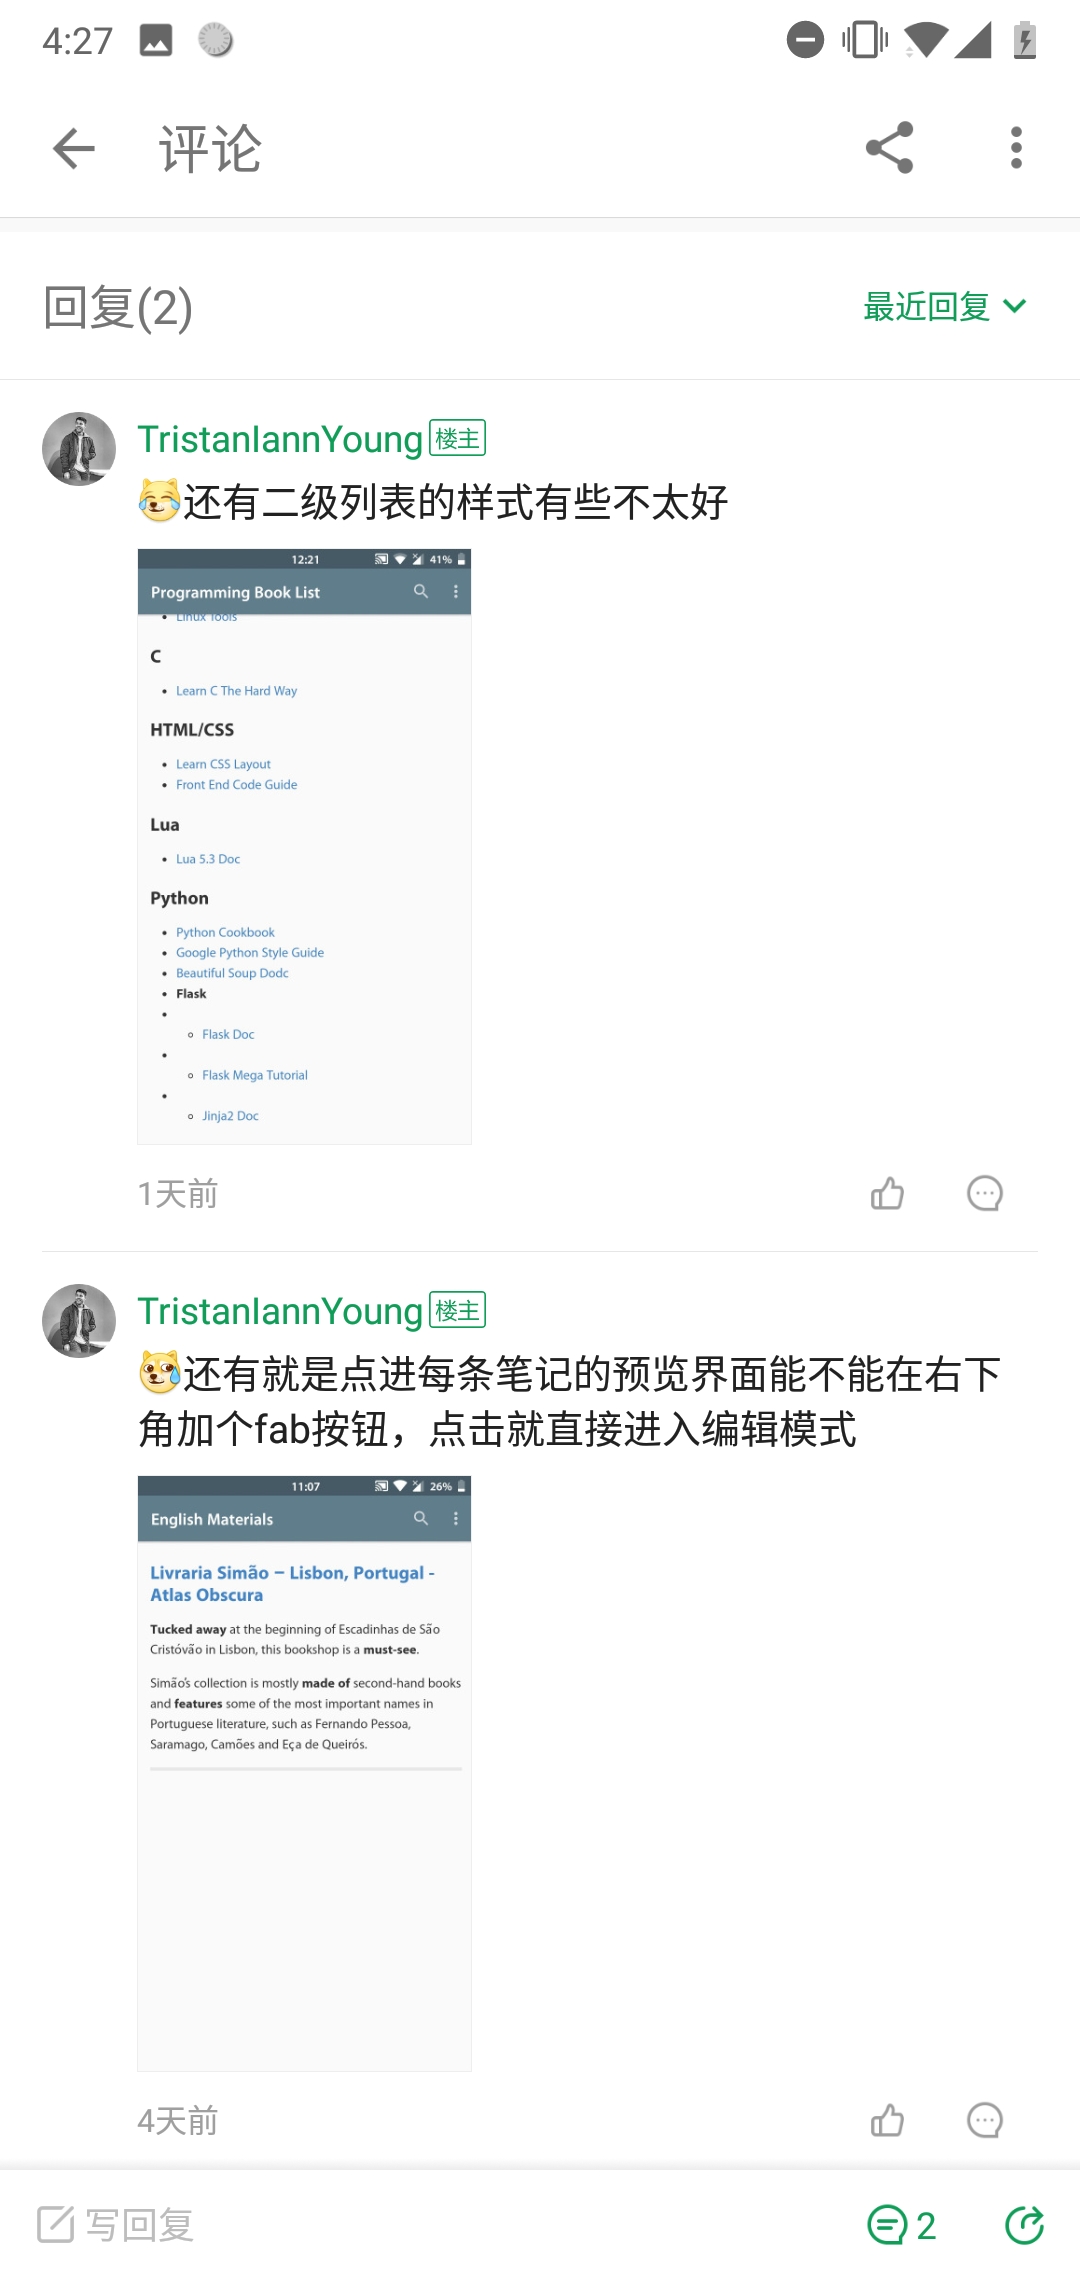 4:27
评论
回复(2)
最近回复
TristanIannYoung 楼主
😹还有二级列表的样式有些不太好
12:21 41%
Programming Book List
Linux Tools
C
Learn C The Hard Way
HTML/CSS
Learn CSS Layout
Front End Code Guide
Lua
Lua 5.3 Doc
Python
Python Cookbook
Google Python Style Guide
Beautiful Soup Dodc
Flask
Flask Doc
Flask Mega Tutorial
Jinja2 Doc
1天前
TristanIannYoung 楼主
还有就是点进每条笔记的预览界面能不能在右下
角加个fab按钮，点击就直接进入编辑模式
11:07 26%
English Materials
Livraria Simão – Lisbon, Portugal -
Atlas Obscura
Tucked away at the beginning of Escadinhas de São
Cristóvão in Lisbon, this bookshop is a must-see.
Simão's collection is mostly made of second-hand books
and features some of the most important names in
Portuguese literature, such as Fernando Pessoa,
Saramago, Camões and Eça de Queirós.
4天前
写回复
2